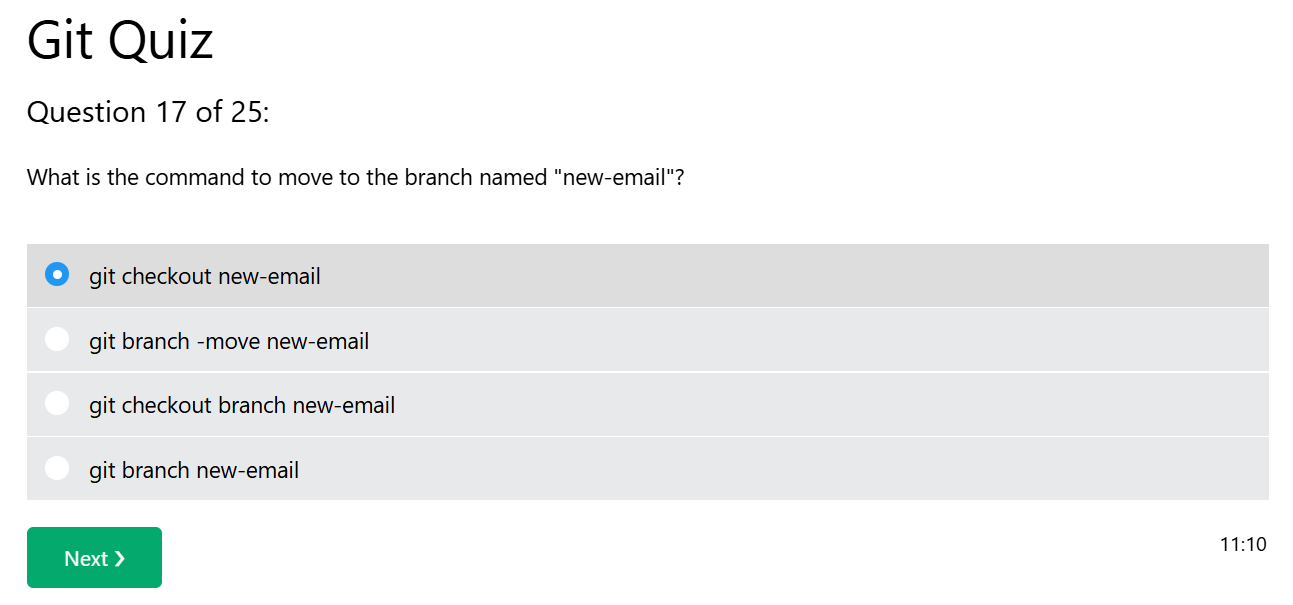 Git Quiz
Question 17 of 25:
What is the command to move to the branch named "new-email"?
git checkout new-email
git branch -move new-email
git checkout branch new-email
git branch new-email
Next ❯
11:10